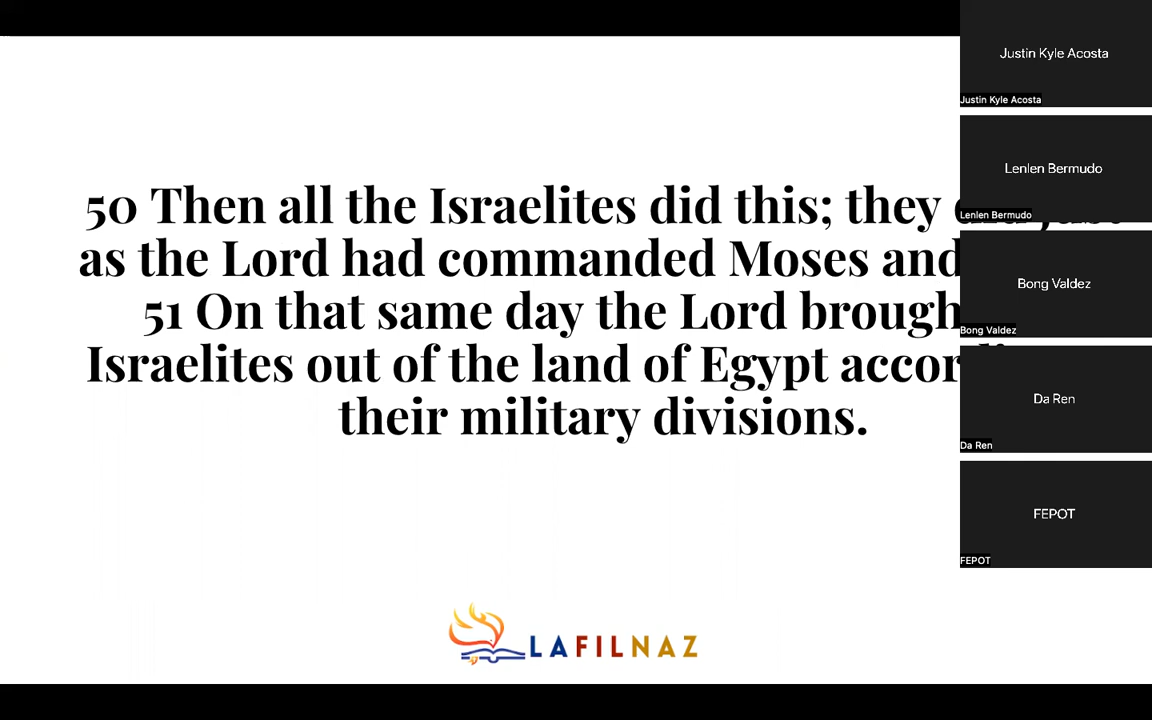 50 Then all the Israelites did this; they
as the Lord had commanded Moses and
51 On that same day the Lord brough
Israelites out of the land of Egypt accor
their military divisions.
LAFILNAZ
Justin Kyle Acosta
Justin Kyle Acosta
Lenlen Bermudo
Lenlen Bermudo
Bong Valdez
Bong Valdez
Da Ren
Da Ren
FEPOT
FEPOT